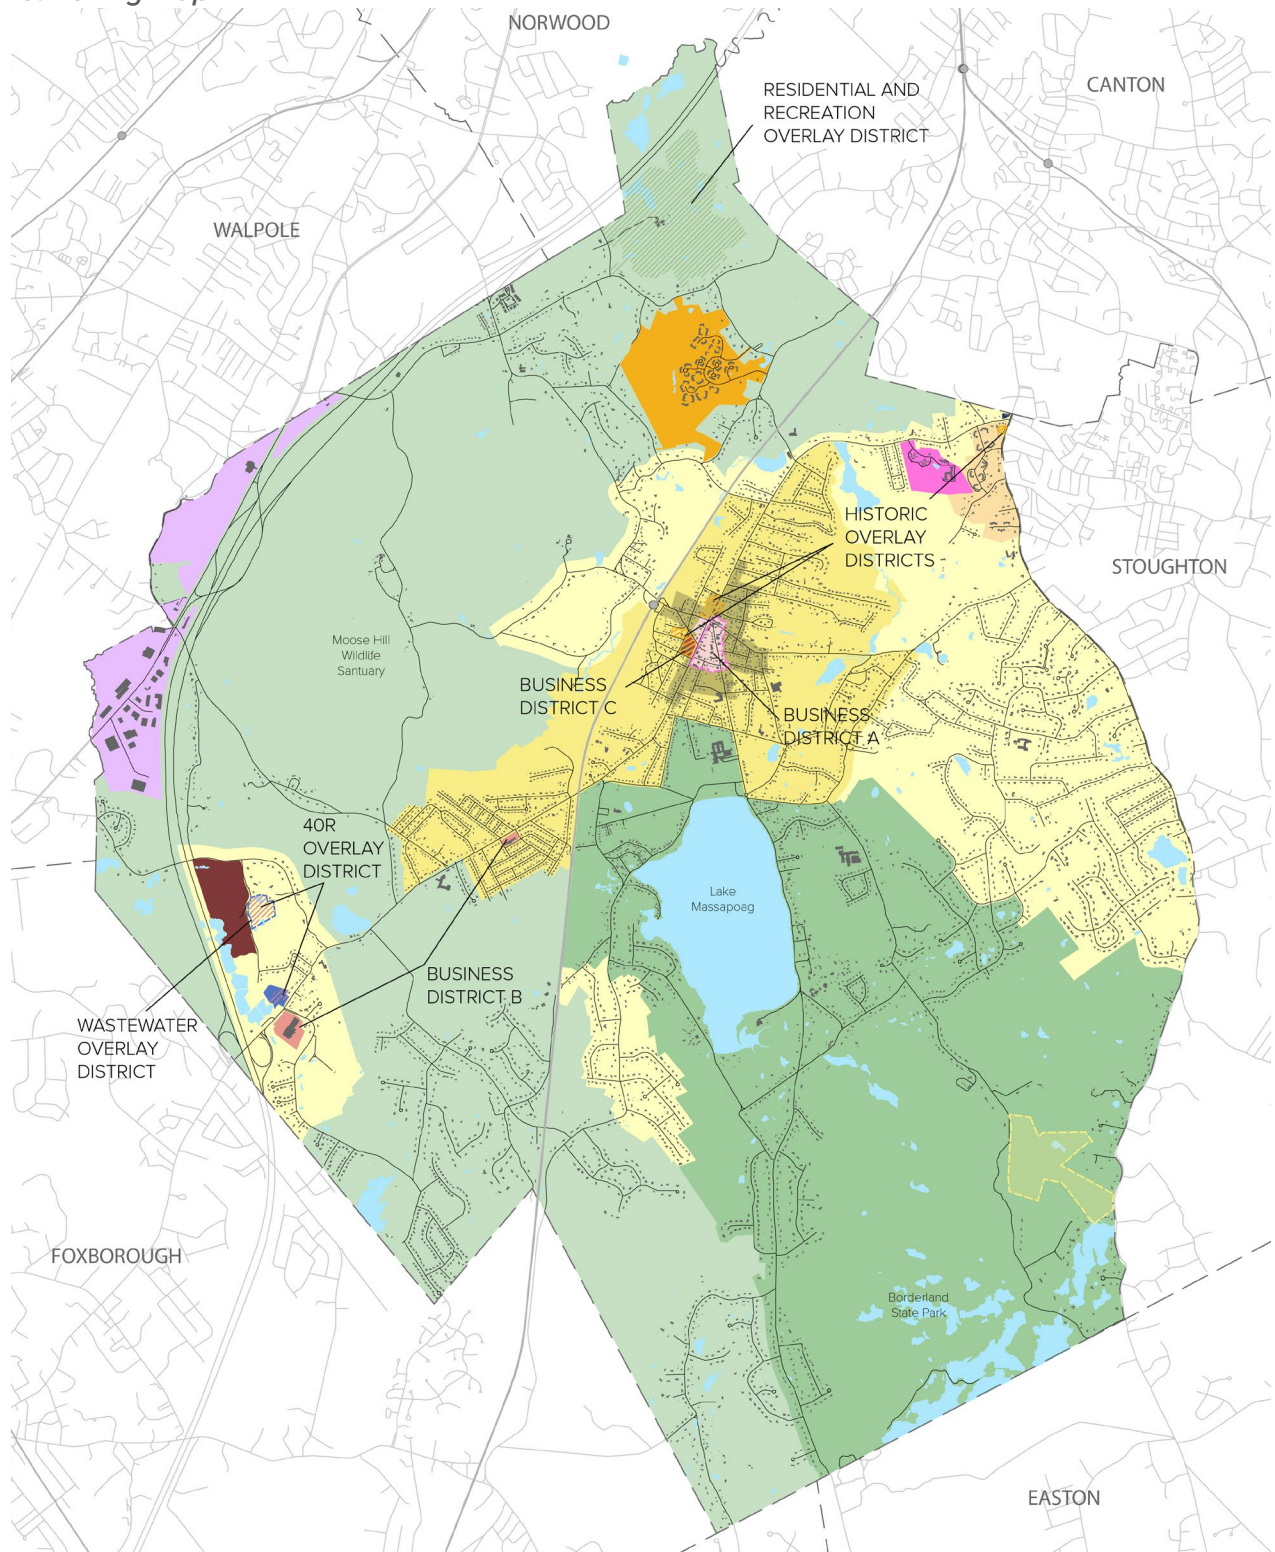 NORWOOD
CANTON
RESIDENTIAL AND
RECREATION
OVERLAY DISTRICT
WALPOLE
HISTORIC
OVERLAY
DISTRICTS
STOUGHTON
Moose Hill
Wildlife
Santuary
BUSINESS
DISTRICT C
BUSINESS
DISTRICT A
40R
OVERLAY
DISTRICT
Lake
Massapoag
BUSINESS
DISTRICT B
WASTEWATER
OVERLAY
DISTRICT
FOXBOROUGH
Borderland
State Park
EASTON